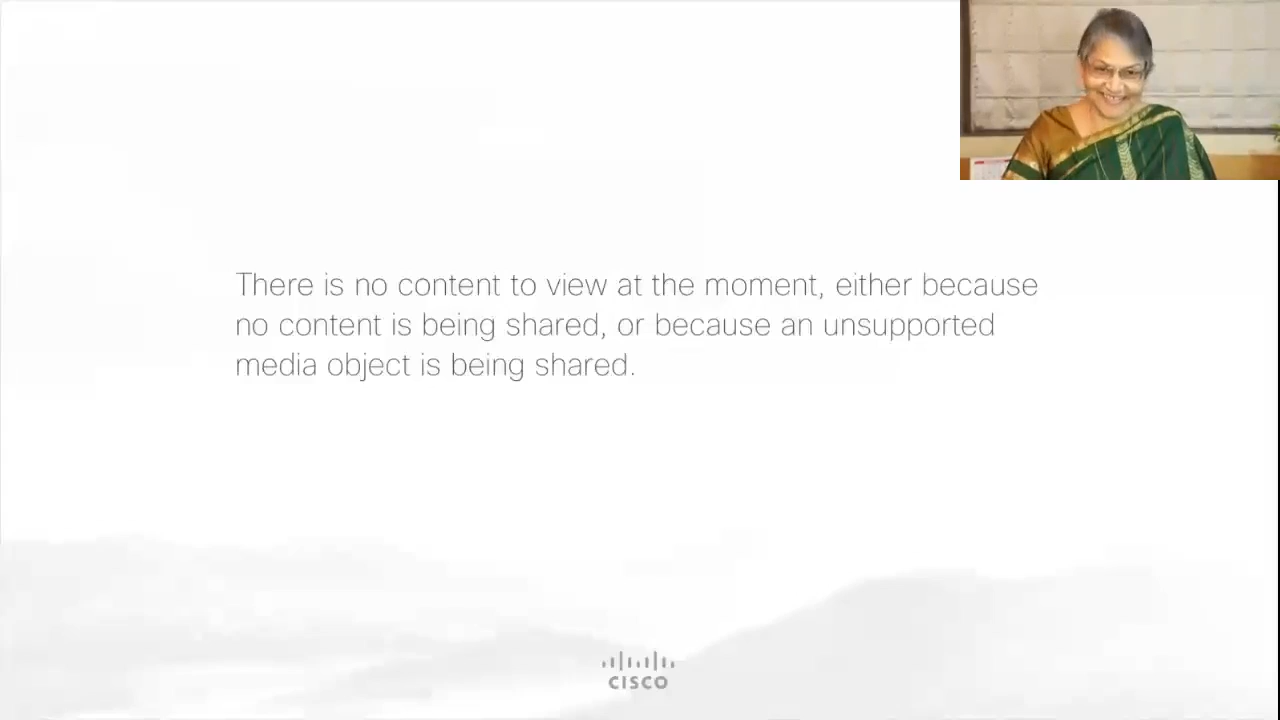 There is no content to view at the moment, either because
no content is being shared, or because an unsupported
media object is being shared.
CISCO